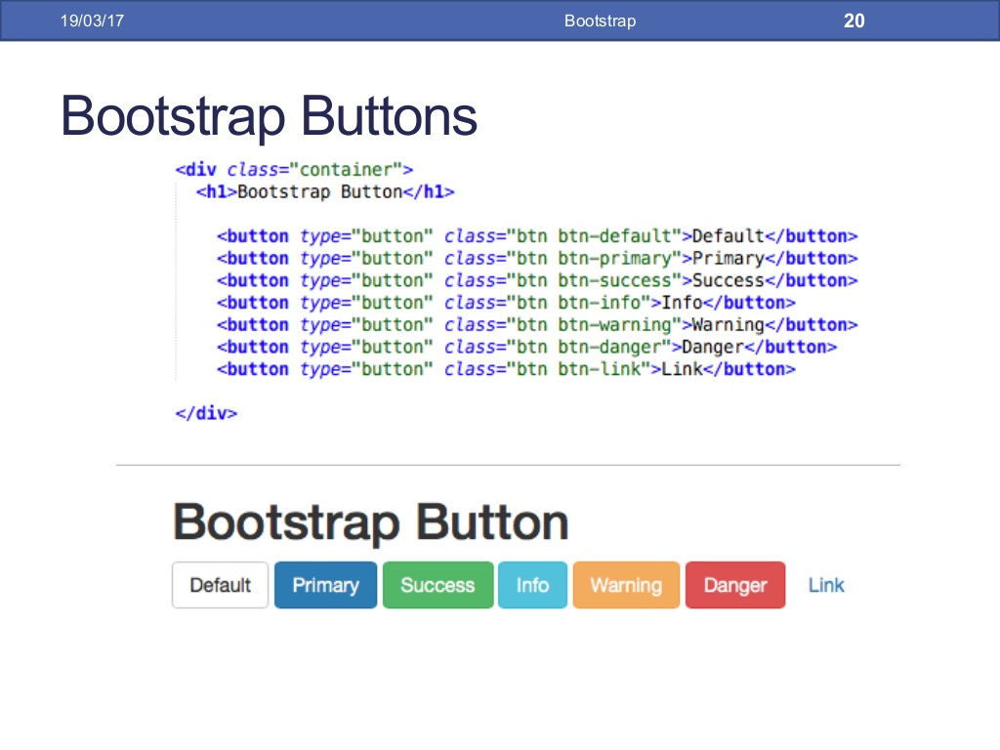 19/03/17 Bootstrap 20
Bootstrap Buttons
<div class="container">
<h1>Bootstrap Button</h1>
<button type="button" class="btn btn-default">Default</button>
<button type="button" class="btn btn-primary">Primary</button>
<button type="button" class="btn btn-success">Success</button>
<button type="button" class="btn btn-info">Info</button>
<button type="button" class="btn btn-warning">Warning</button>
<button type="button" class="btn btn-danger">Danger</button>
<button type="button" class="btn btn-link">Link</button>
</div>
Bootstrap Button
Default Primary Success Info Warning Danger Link